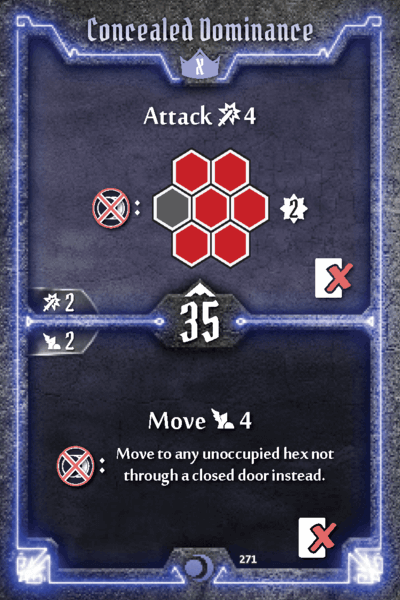 Concealed Dominance
X
Attack 4
:
2
2
35
2
Move 4
: Move to any unoccupied hex not
through a closed door instead.
271